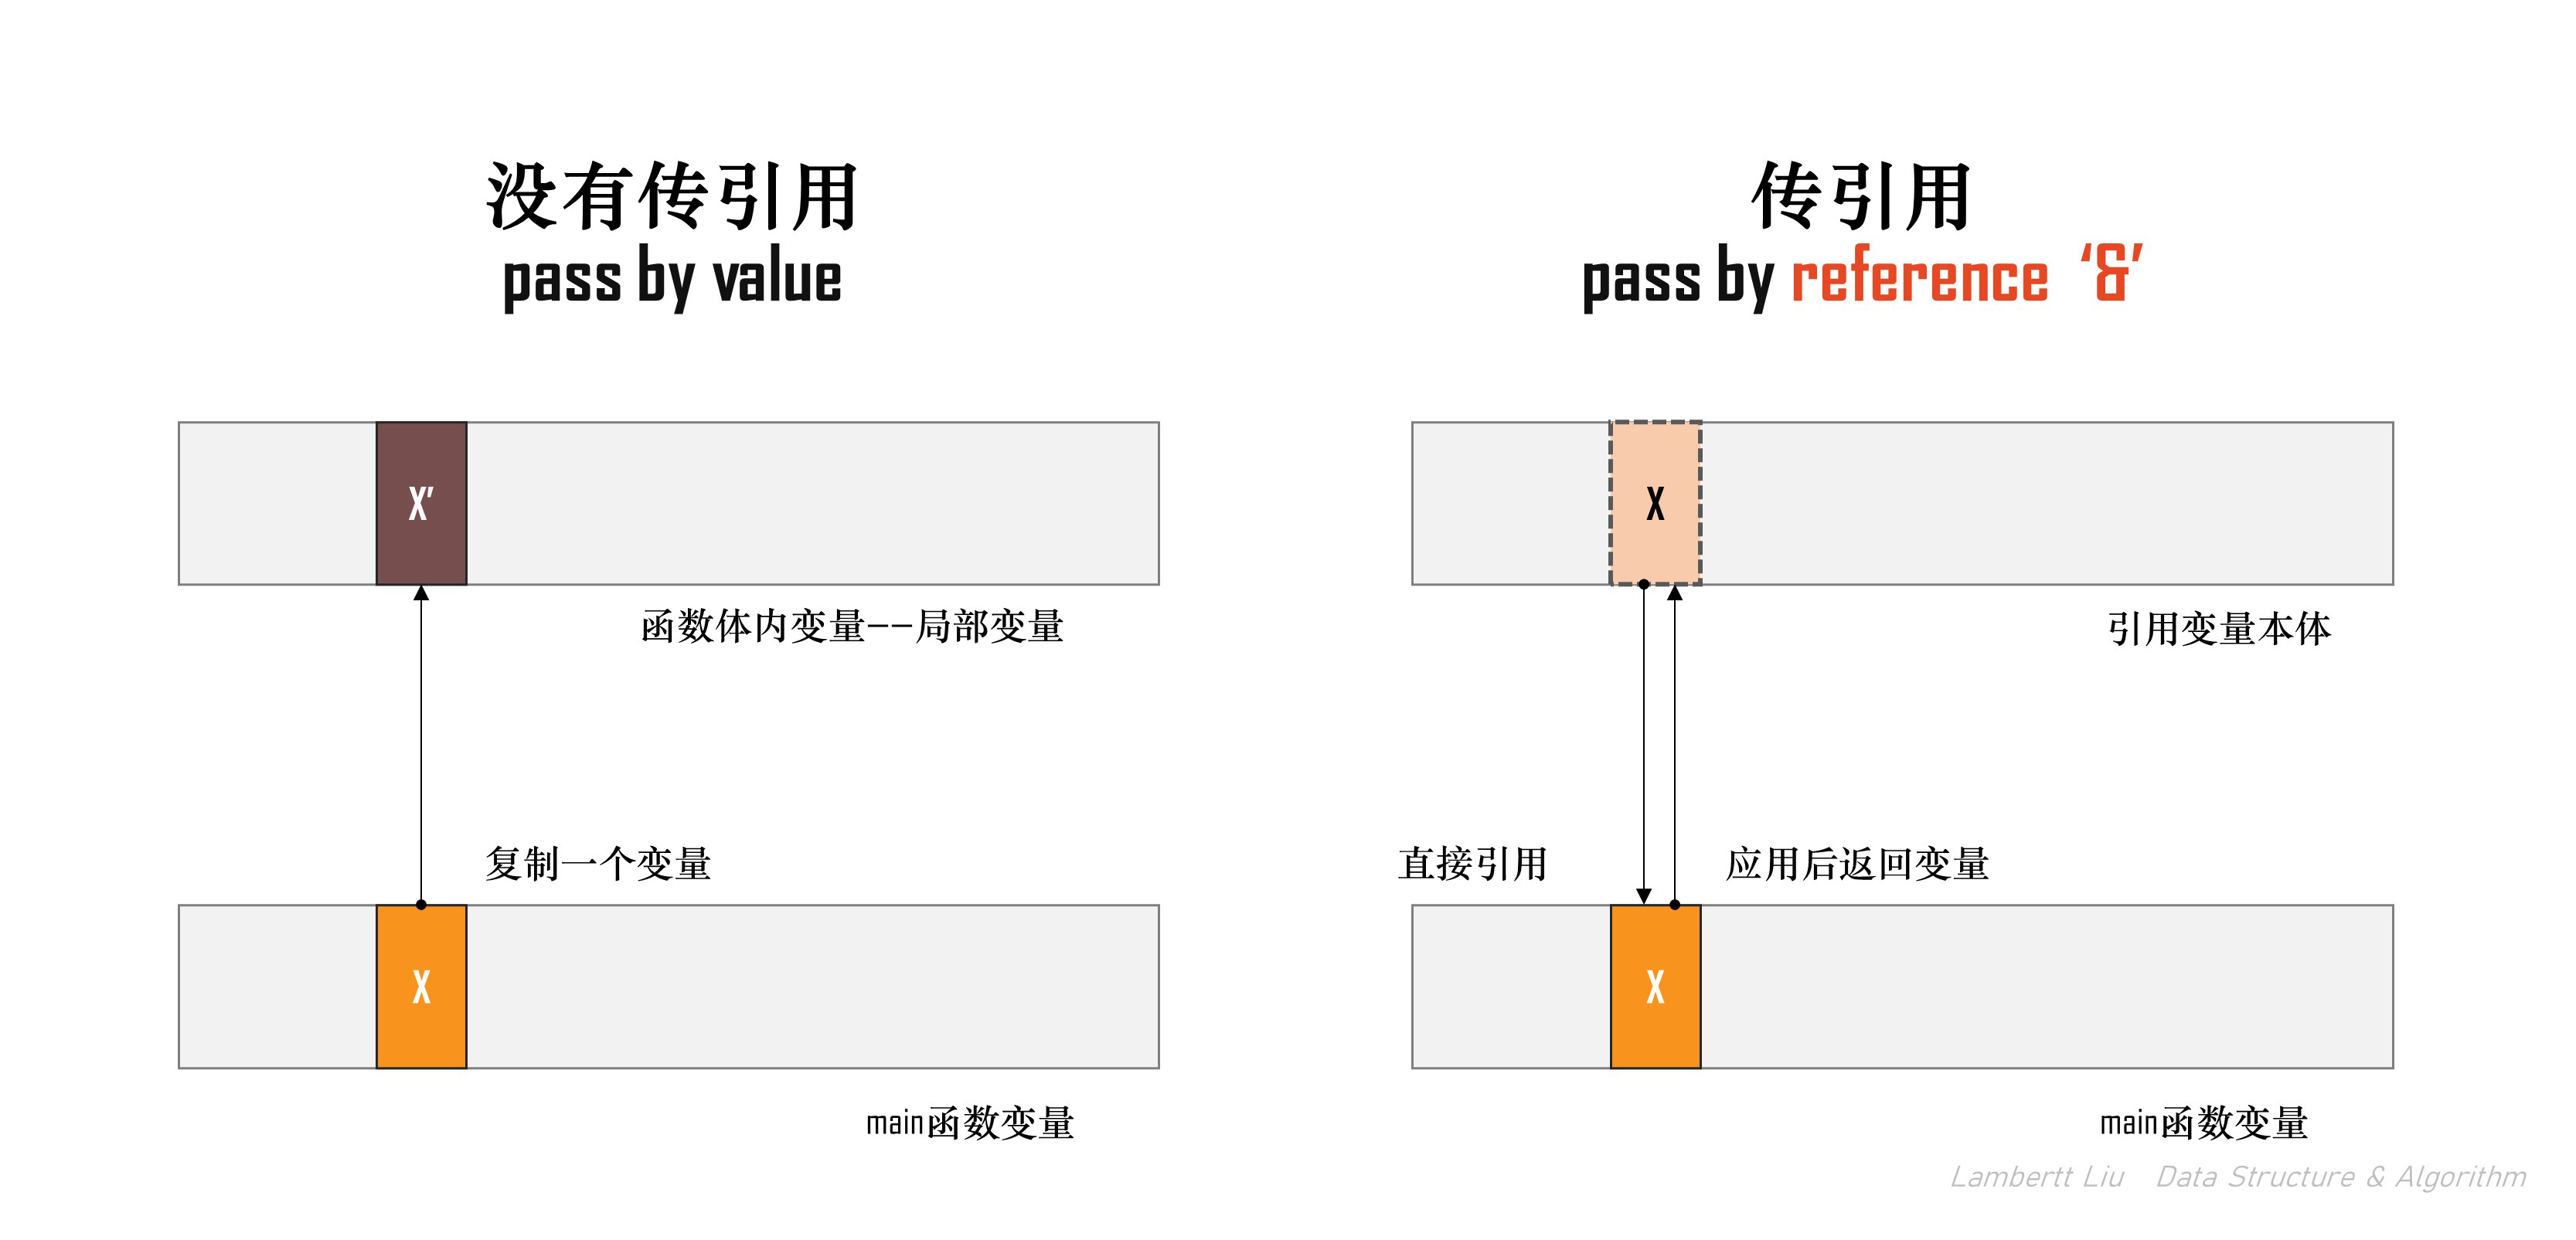 没有传引用
pass by value
X'
函数体内变量——局部变量
复制一个变量
X
main函数变量
传引用
pass by reference ‘&’
X
引用变量本体
直接引用
应用后返回变量
X
main函数变量
Lambertt Liu Data Structure & Algorithm